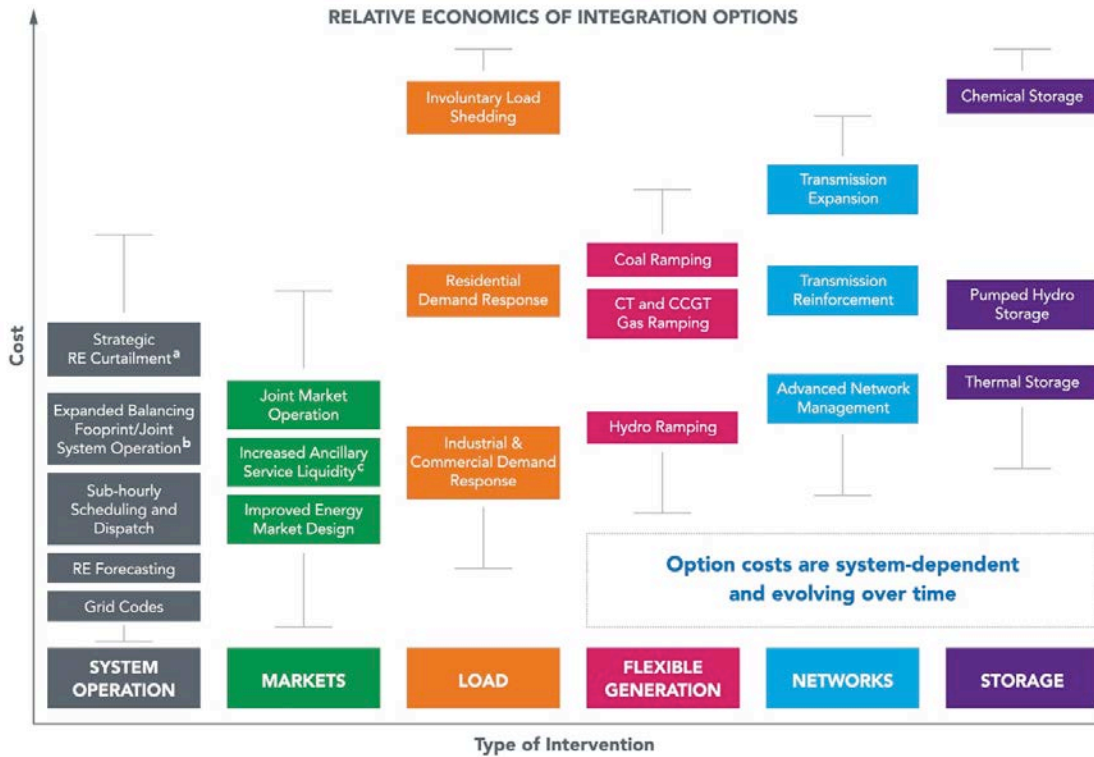 RELATIVE ECONOMICS OF INTEGRATION OPTIONS
Cost
Strategic
RE Curtailment a
Expanded Balancing
Fooprint/Joint
System Operation b
Sub-hourly
Scheduling and
Dispatch
RE Forecasting
Grid Codes
SYSTEM
OPERATION
Joint Market
Operation
Increased Ancillary
Service Liquidity c
Improved Energy
Market Design
MARKETS
Involuntary Load
Shedding
Residential
Demand Response
Industrial &
Commercial Demand
Response
LOAD
Coal Ramping
CT and CCGT
Gas Ramping
Hydro Ramping
FLEXIBLE
GENERATION
Transmission
Expansion
Transmission
Reinforcement
Advanced Network
Management
NETWORKS
Chemical Storage
Pumped Hydro
Storage
Thermal Storage
STORAGE
Option costs are system-dependent
and evolving over time
Type of Intervention